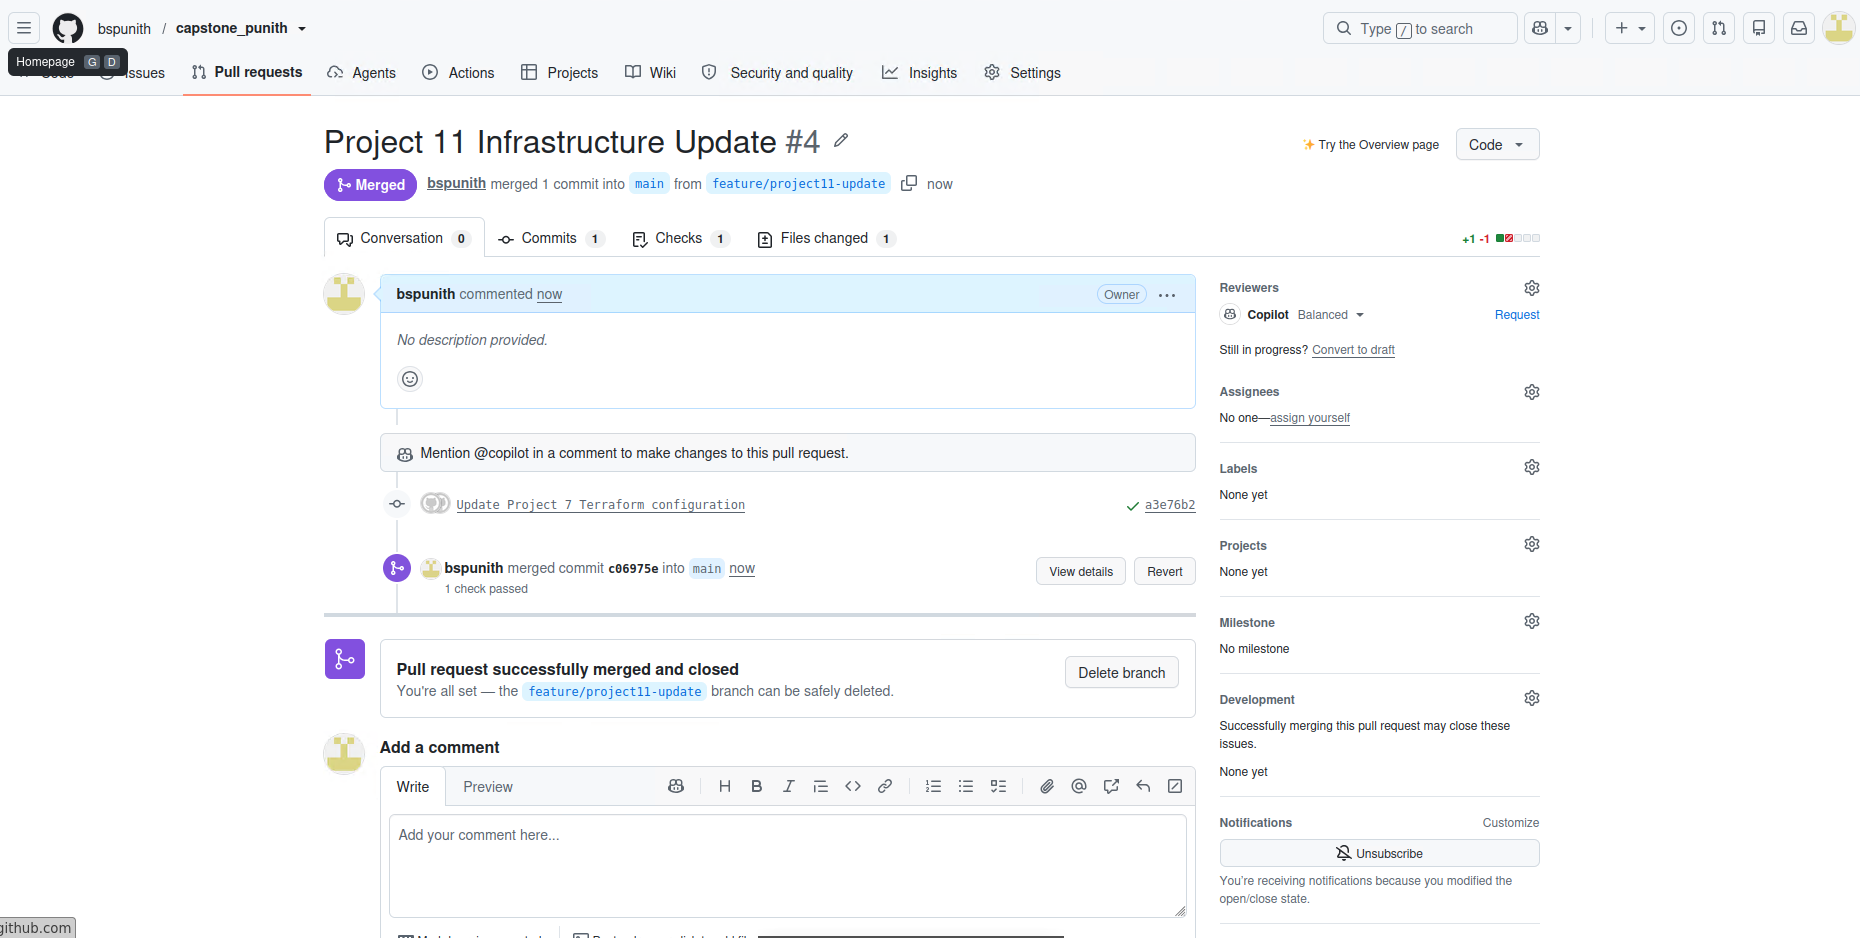 bspunith / capstone_punith
Type / to search
Homepage G D
Issues
Pull requests
Agents
Actions
Projects
Wiki
Security and quality
Insights
Settings
Project 11 Infrastructure Update #4
Try the Overview page
Code
Merged
bspunith merged 1 commit into main from feature/project11-update now
Conversation 0
Commits 1
Checks 1
Files changed 1
+1 -1
bspunith commented now
Owner
No description provided.
Mention @copilot in a comment to make changes to this pull request.
Update Project 7 Terraform configuration
a3e76b2
bspunith merged commit c06975e into main now
1 check passed
View details
Revert
Pull request successfully merged and closed
You're all set — the feature/project11-update branch can be safely deleted.
Delete branch
Add a comment
Write
Preview
Add your comment here...
Reviewers
Copilot Balanced
Request
Still in progress? Convert to draft
Assignees
No one—assign yourself
Labels
None yet
Projects
None yet
Milestone
No milestone
Development
Successfully merging this pull request may close these
issues.
None yet
Notifications
Customize
Unsubscribe
You're receiving notifications because you modified the
open/close state.
github.com